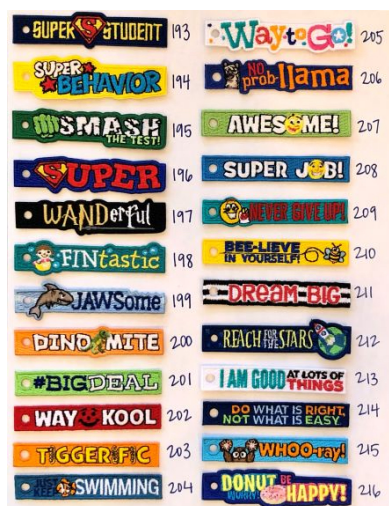 SUPER S STUDENT 193
SUPER
BEHAVIOR 194
SMASH
THE TEST! 195
SUPER 196
WANDerful 197
FINtastic 198
JAWSome 199
DINO MITE 200
#BIGDEAL 201
WAY KOOL 202
TIGGERIFIC 203
JUST
KEEP SWIMMING 204
Way to Go! 205
NO
prob-llama 206
AWESOME! 207
SUPER JOB! 208
NEVER GIVE UP! 209
BEE-LIEVE
IN YOURSELF! 210
DREAM BIG 211
REACH FOR THE STARS 212
I AM GOOD AT LOTS OF
THINGS 213
DO WHAT IS RIGHT,
NOT WHAT IS EASY. 214
WHOO-ray! 215
DONUT BE
WORRY! HAPPY! 216